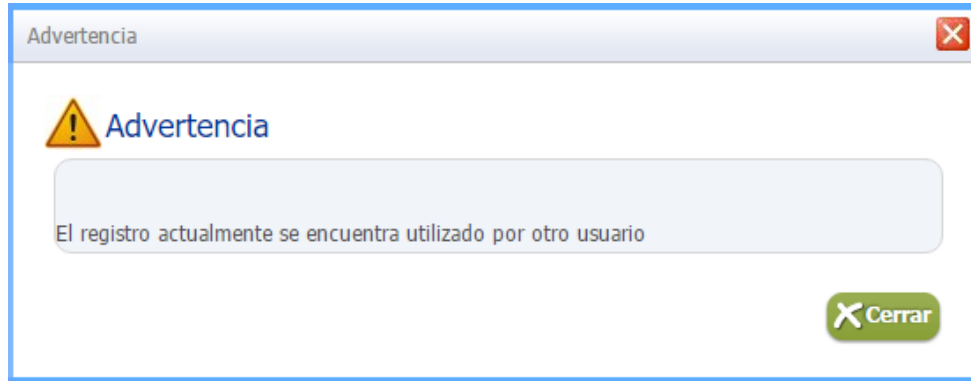 Advertencia
Advertencia
El registro actualmente se encuentra utilizado por otro usuario
Cerrar